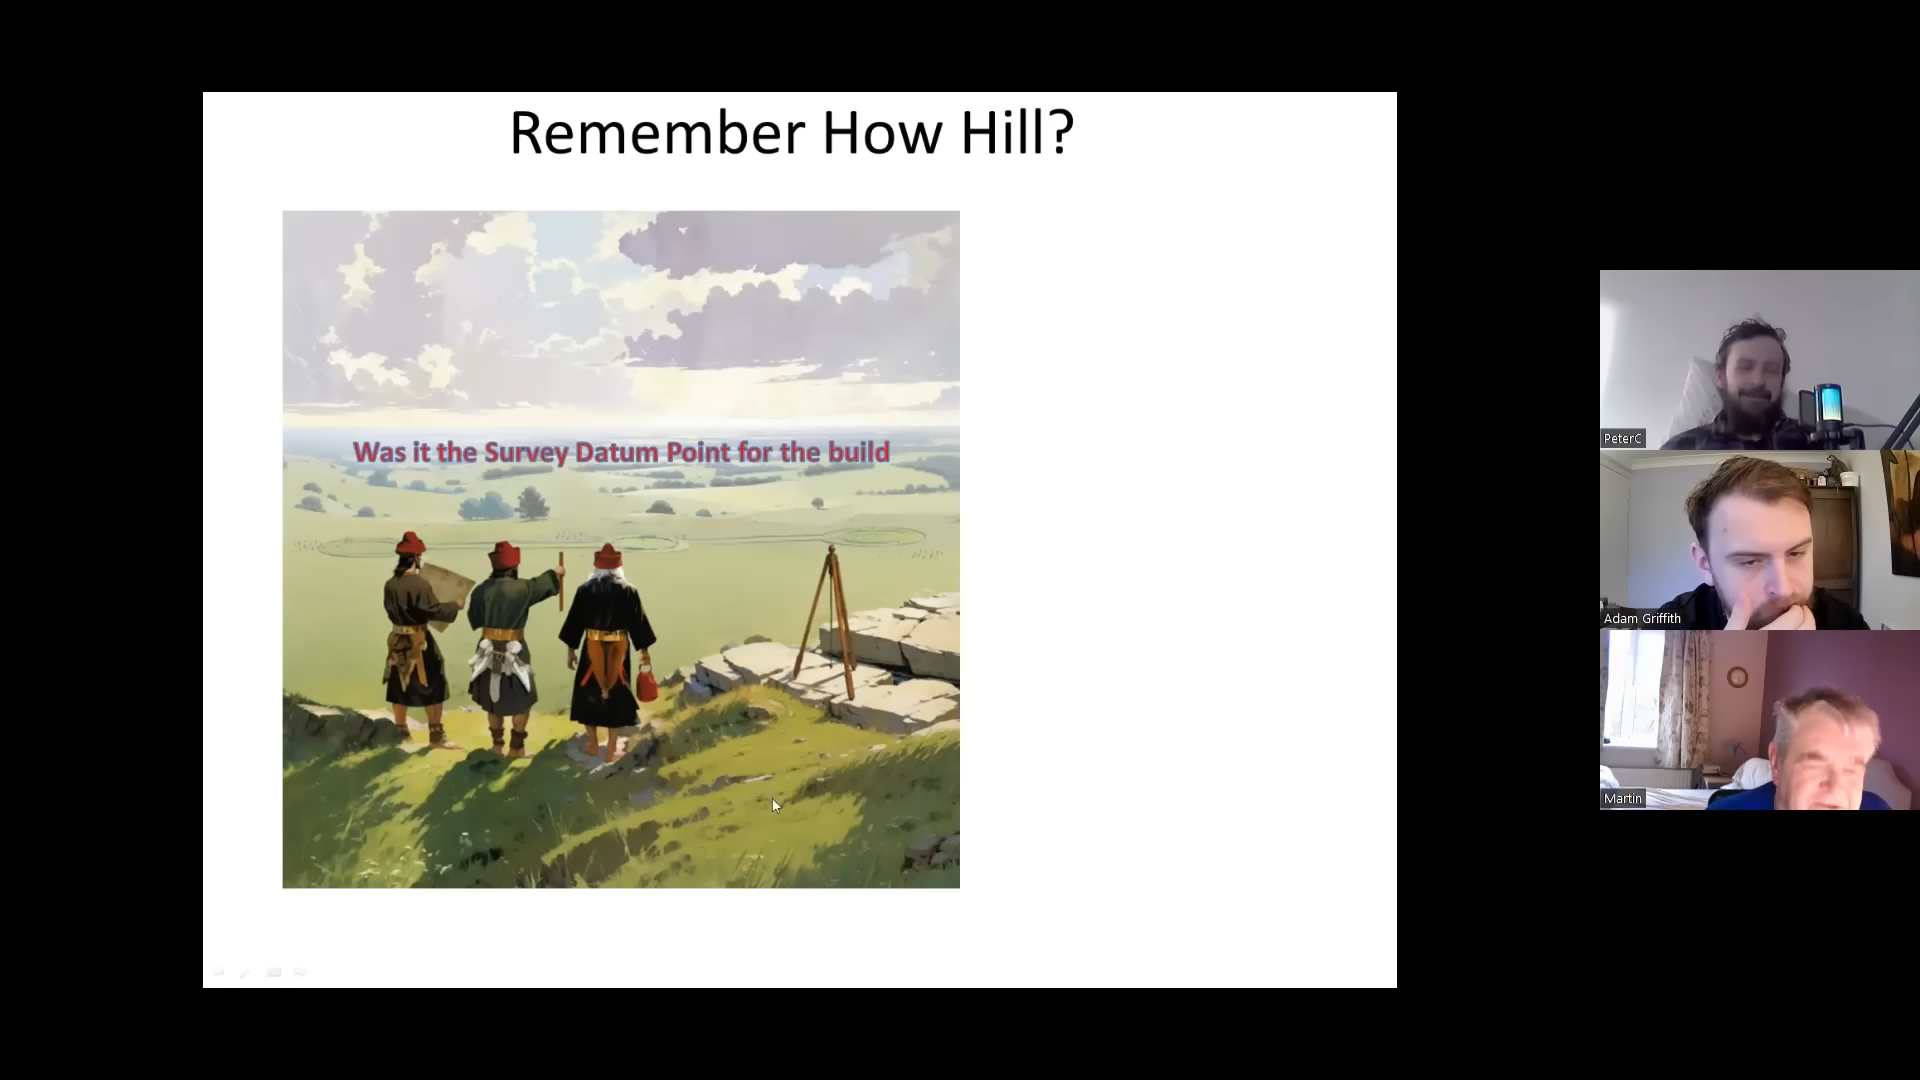 Remember How Hill?
Was it the Survey Datum Point for the build
PeterC
Adam Griffith
Martin